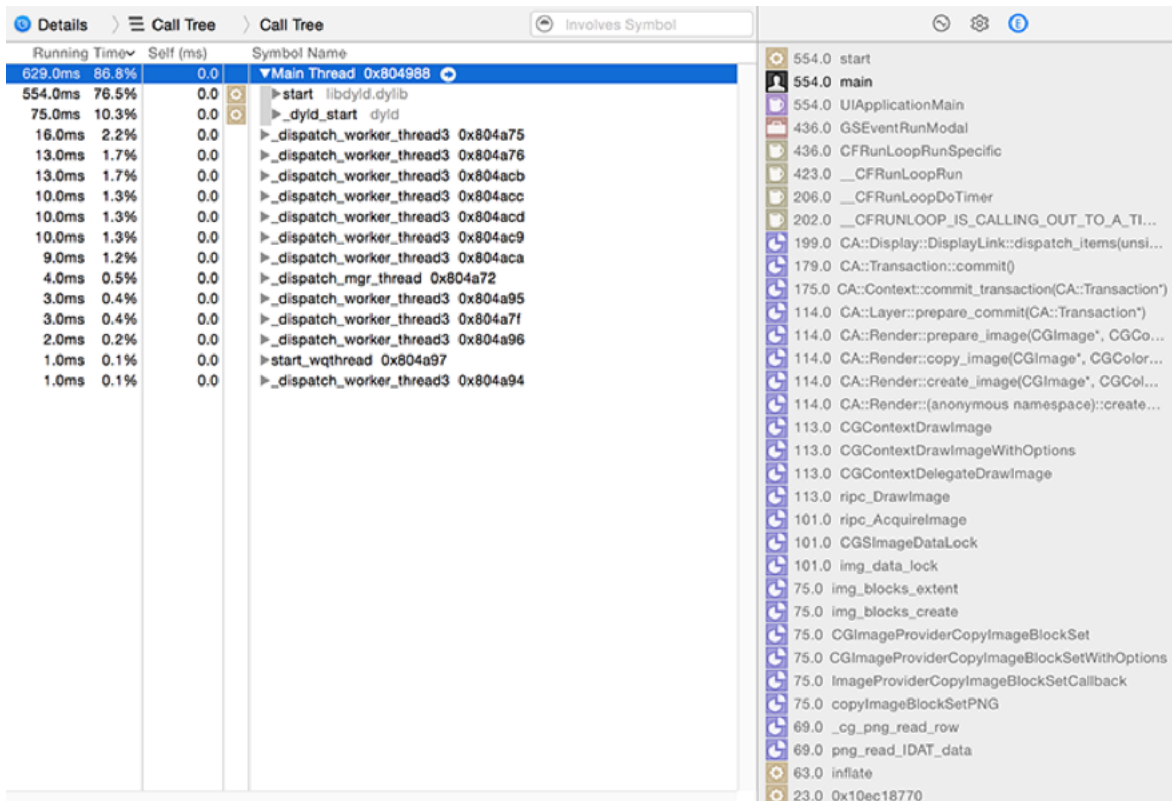 Details Call Tree Call Tree Involves Symbol
Running Time Self (ms) Symbol Name
629.0ms 86.8% 0.0 Main Thread 0x804988
554.0ms 76.5% 0.0 start libdyld.dylib
75.0ms 10.3% 0.0 _dyld_start dyld
16.0ms 2.2% 0.0 _dispatch_worker_thread3 0x804a75
13.0ms 1.7% 0.0 _dispatch_worker_thread3 0x804a76
13.0ms 1.7% 0.0 _dispatch_worker_thread3 0x804acb
10.0ms 1.3% 0.0 _dispatch_worker_thread3 0x804acc
10.0ms 1.3% 0.0 _dispatch_worker_thread3 0x804acd
10.0ms 1.3% 0.0 _dispatch_worker_thread3 0x804ac9
9.0ms 1.2% 0.0 _dispatch_worker_thread3 0x804aca
4.0ms 0.5% 0.0 _dispatch_mgr_thread 0x804a72
3.0ms 0.4% 0.0 _dispatch_worker_thread3 0x804a95
3.0ms 0.4% 0.0 _dispatch_worker_thread3 0x804a7f
2.0ms 0.2% 0.0 _dispatch_worker_thread3 0x804a96
1.0ms 0.1% 0.0 start_wqthread 0x804a97
1.0ms 0.1% 0.0 _dispatch_worker_thread3 0x804a94
554.0 start
554.0 main
554.0 UIApplicationMain
436.0 GSEventRunModal
436.0 CFRunLoopRunSpecific
423.0 __CFRunLoopRun
206.0 __CFRunLoopDoTimer
202.0 __CFRUNLOOP_IS_CALLING_OUT_TO_A_TI...
199.0 CA::Display::DisplayLink::dispatch_items(unsi...
179.0 CA::Transaction::commit()
175.0 CA::Context::commit_transaction(CA::Transaction*)
114.0 CA::Layer::prepare_commit(CA::Transaction*)
114.0 CA::Render::prepare_image(CGImage*, CGCo...
114.0 CA::Render::copy_image(CGImage*, CGColor...
114.0 CA::Render::create_image(CGImage*, CGCol...
114.0 CA::Render::(anonymous namespace)::create...
113.0 CGContextDrawImage
113.0 CGContextDrawImageWithOptions
113.0 CGContextDelegateDrawImage
113.0 ripc_DrawImage
101.0 ripc_AcquireImage
101.0 CGSImageDataLock
101.0 img_data_lock
75.0 img_blocks_extent
75.0 img_blocks_create
75.0 CGImageProviderCopyImageBlockSet
75.0 CGImageProviderCopyImageBlockSetWithOptions
75.0 ImageProviderCopyImageBlockSetCallback
75.0 copyImageBlockSetPNG
69.0 _cg_png_read_row
69.0 png_read_IDAT_data
63.0 inflate
23.0 0x10ec18770